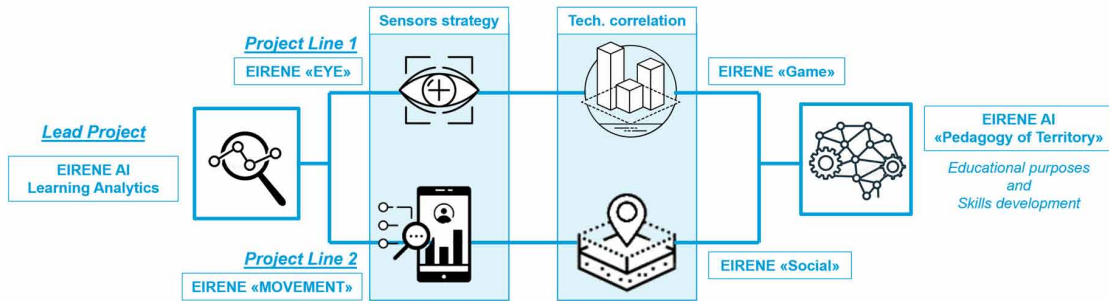 Sensors strategy
Tech. correlation
Project Line 1
EIRENE «EYE»
EIRENE «Game»
Lead Project
EIRENE AI
Learning Analytics
EIRENE AI
«Pedagogy of Territory»
Educational purposes
and
Skills development
Project Line 2
EIRENE «MOVEMENT»
EIRENE «Social»